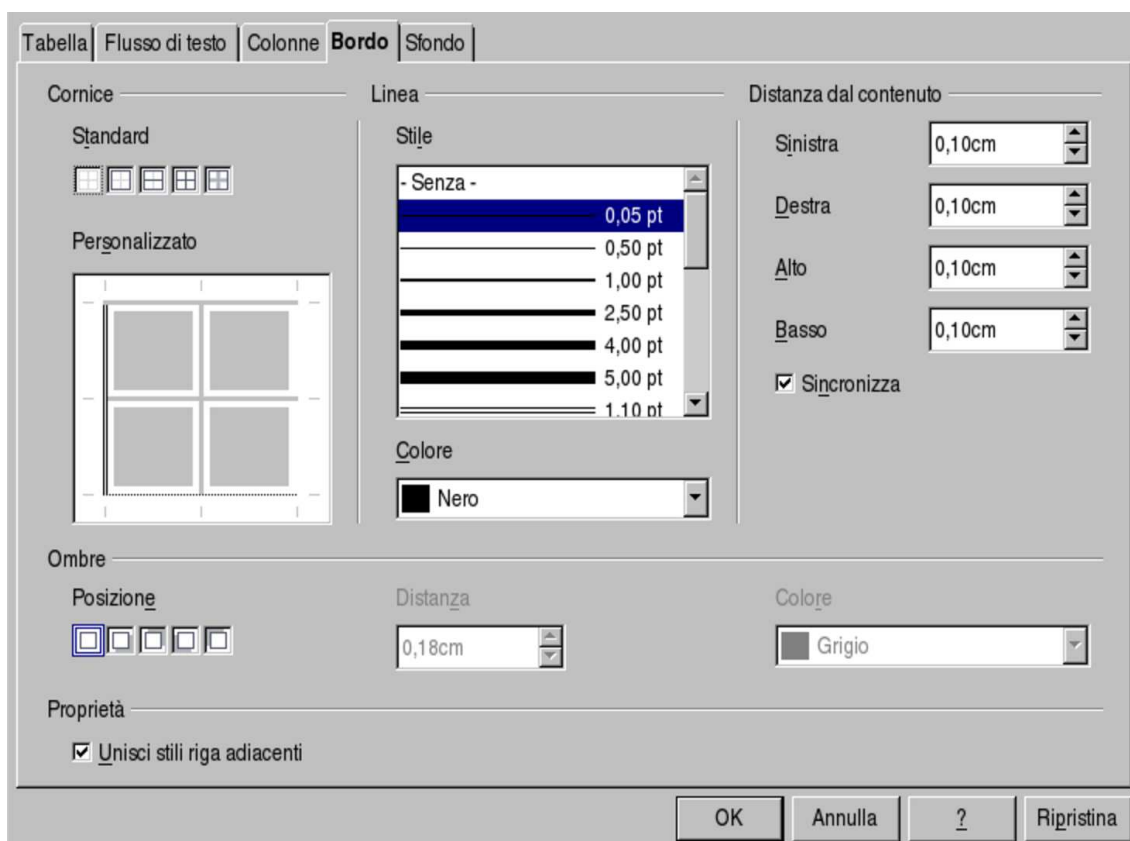 Tabella Flusso di testo Colonne Bordo Sfondo
Cornice
Standard
Personalizzato
Linea
Stile
- Senza -
0,05 pt
0,50 pt
1,00 pt
2,50 pt
4,00 pt
5,00 pt
1,10 pt
Colore
Nero
Distanza dal contenuto
Sinistra 0,10cm
Destra 0,10cm
Alto 0,10cm
Basso 0,10cm
Sincronizza
Ombre
Posizione
Distanza
0,18cm
Colore
Grigio
Proprietà
Unisci stili riga adiacenti
OK Annulla ? Ripristina